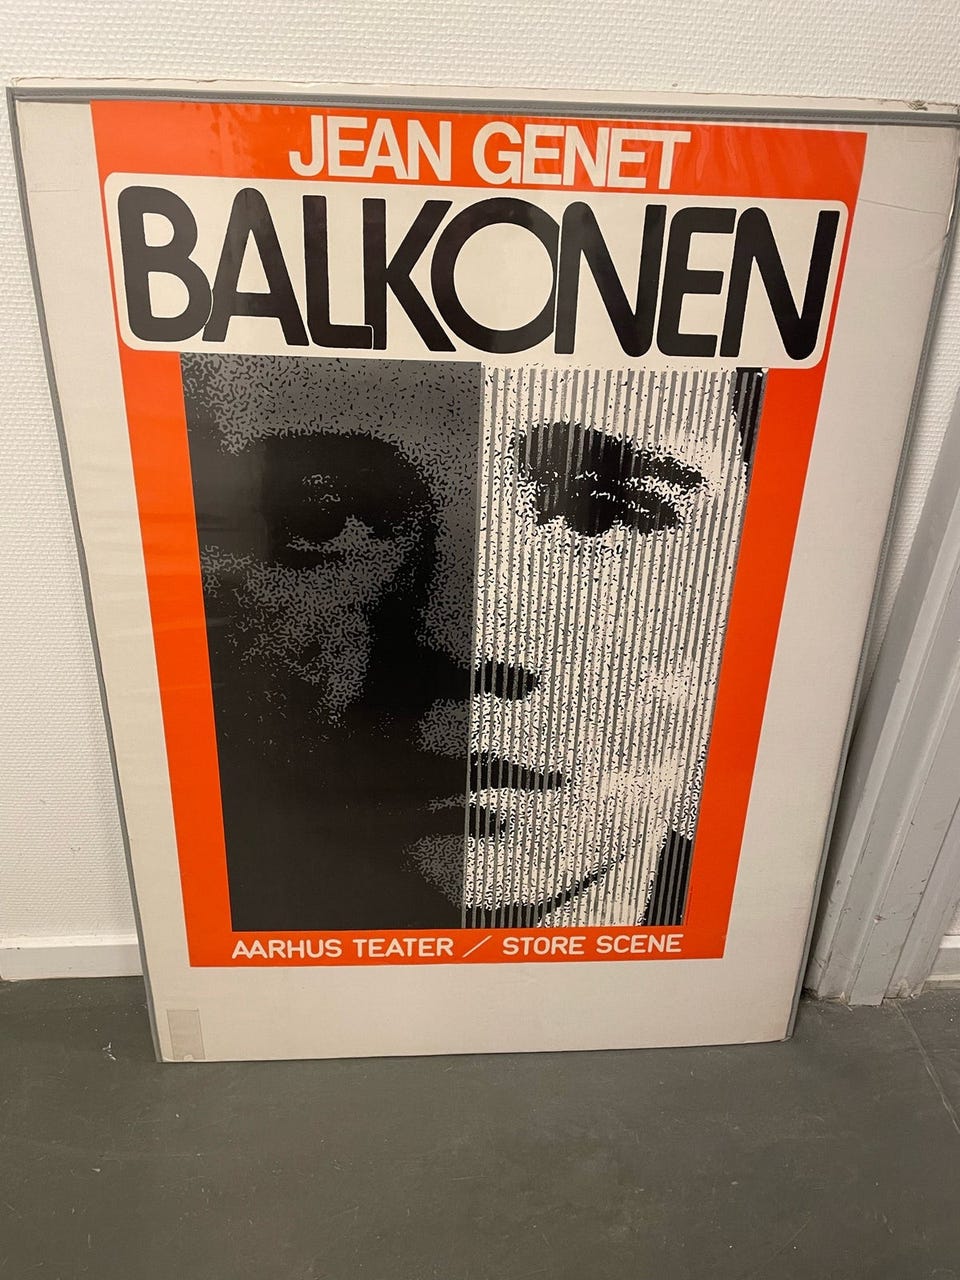 JEAN GENET
BALKONEN
AARHUS TEATER / STORE SCENE